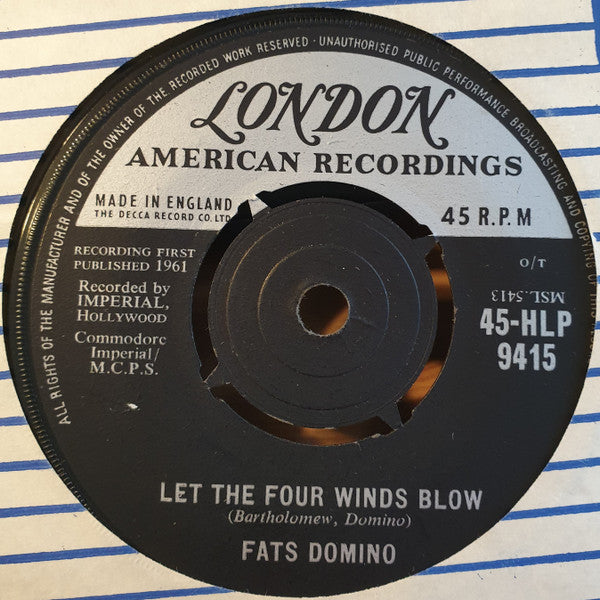 ALL RIGHTS OF THE MANUFACTURER AND OF THE OWNER OF THE RECORDED WORK RESERVED · UNAUTHORISED PUBLIC PERFORMANCE BROADCASTING AND COPYING
LONDON
AMERICAN RECORDINGS
MADE IN ENGLAND
THE DECCA RECORD CO. LTD
45 R.P.M
RECORDING FIRST
PUBLISHED 1961
Recorded by
IMPERIAL,
HOLLYWOOD
Commodore
Imperial/
M.C.P.S.
O/T
MSL.5413
45-HLP
9415
LET THE FOUR WINDS BLOW
(Bartholomew, Domino)
FATS DOMINO